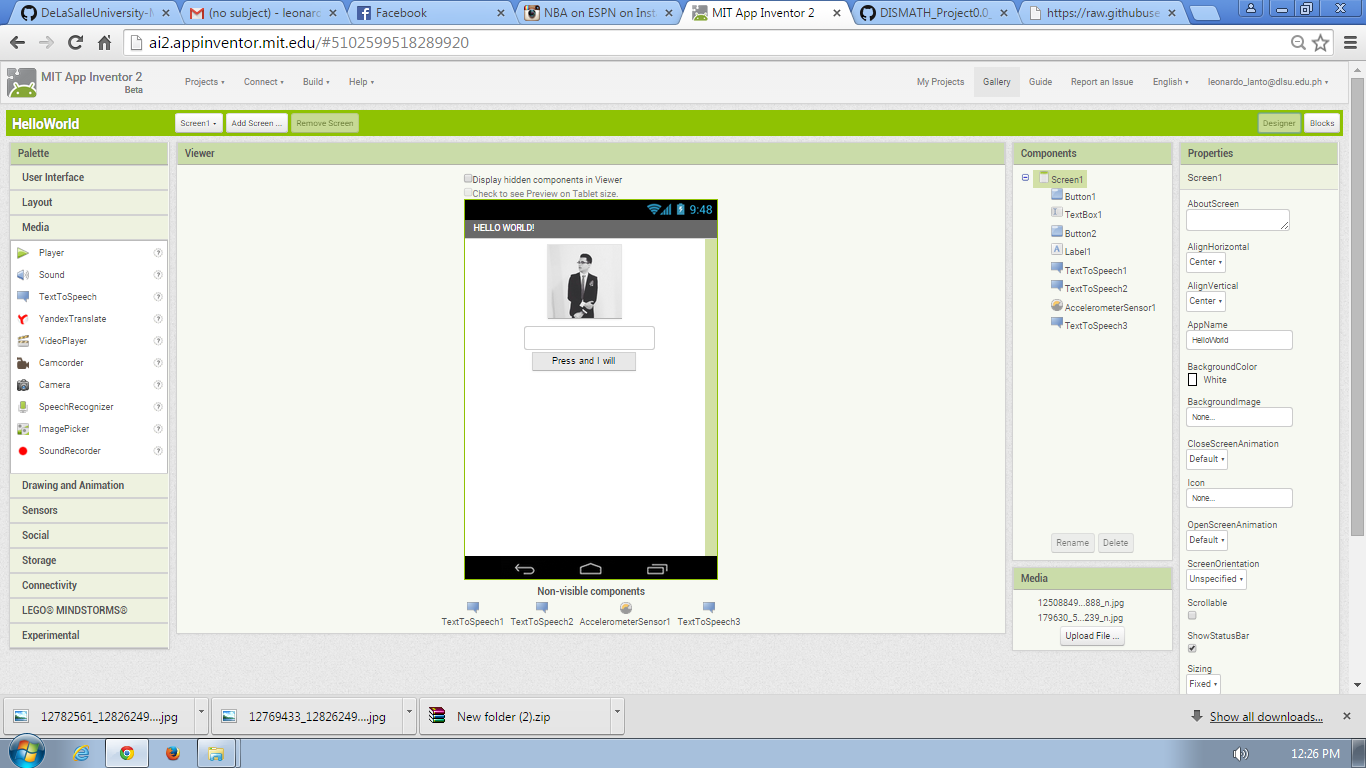 DeLaSalleUniversity-M
(no subject) - leonard
Facebook
NBA on ESPN on Inst
MIT App Inventor 2
DISMATH_Project0.0
https://raw.githubuse
ai2.appinventor.mit.edu/#5102599518289920
MIT App Inventor 2
Beta
Projects Connect Build Help
My Projects Gallery Guide Report an Issue English leonardo_lanto@dlsu.edu.ph
HelloWorld Screen1 Add Screen ... Remove Screen Designer Blocks
Palette
User Interface
Layout
Media
Player ?
Sound ?
TextToSpeech ?
YandexTranslate ?
VideoPlayer ?
Camcorder ?
Camera ?
SpeechRecognizer ?
ImagePicker ?
SoundRecorder ?
Drawing and Animation
Sensors
Social
Storage
Connectivity
LEGO® MINDSTORMS®
Experimental
Viewer
Display hidden components in Viewer
Check to see Preview on Tablet size.
9:48
HELLO WORLD!
Press and I will
Non-visible components
TextToSpeech1 TextToSpeech2 AccelerometerSensor1 TextToSpeech3
Components
Screen1
Button1
TextBox1
Button2
Label1
TextToSpeech1
TextToSpeech2
AccelerometerSensor1
TextToSpeech3
Rename Delete
Media
12508849...888_n.jpg
179630_5...239_n.jpg
Upload File ...
Properties
Screen1
AboutScreen
AlignHorizontal
Center
AlignVertical
Center
AppName
HelloWorld
BackgroundColor
White
BackgroundImage
None...
CloseScreenAnimation
Default
Icon
None...
OpenScreenAnimation
Default
ScreenOrientation
Unspecified
Scrollable
ShowStatusBar
Sizing
Fixed
12782561_12826249....jpg
12769433_12826249....jpg
New folder (2).zip
Show all downloads...
12:26 PM